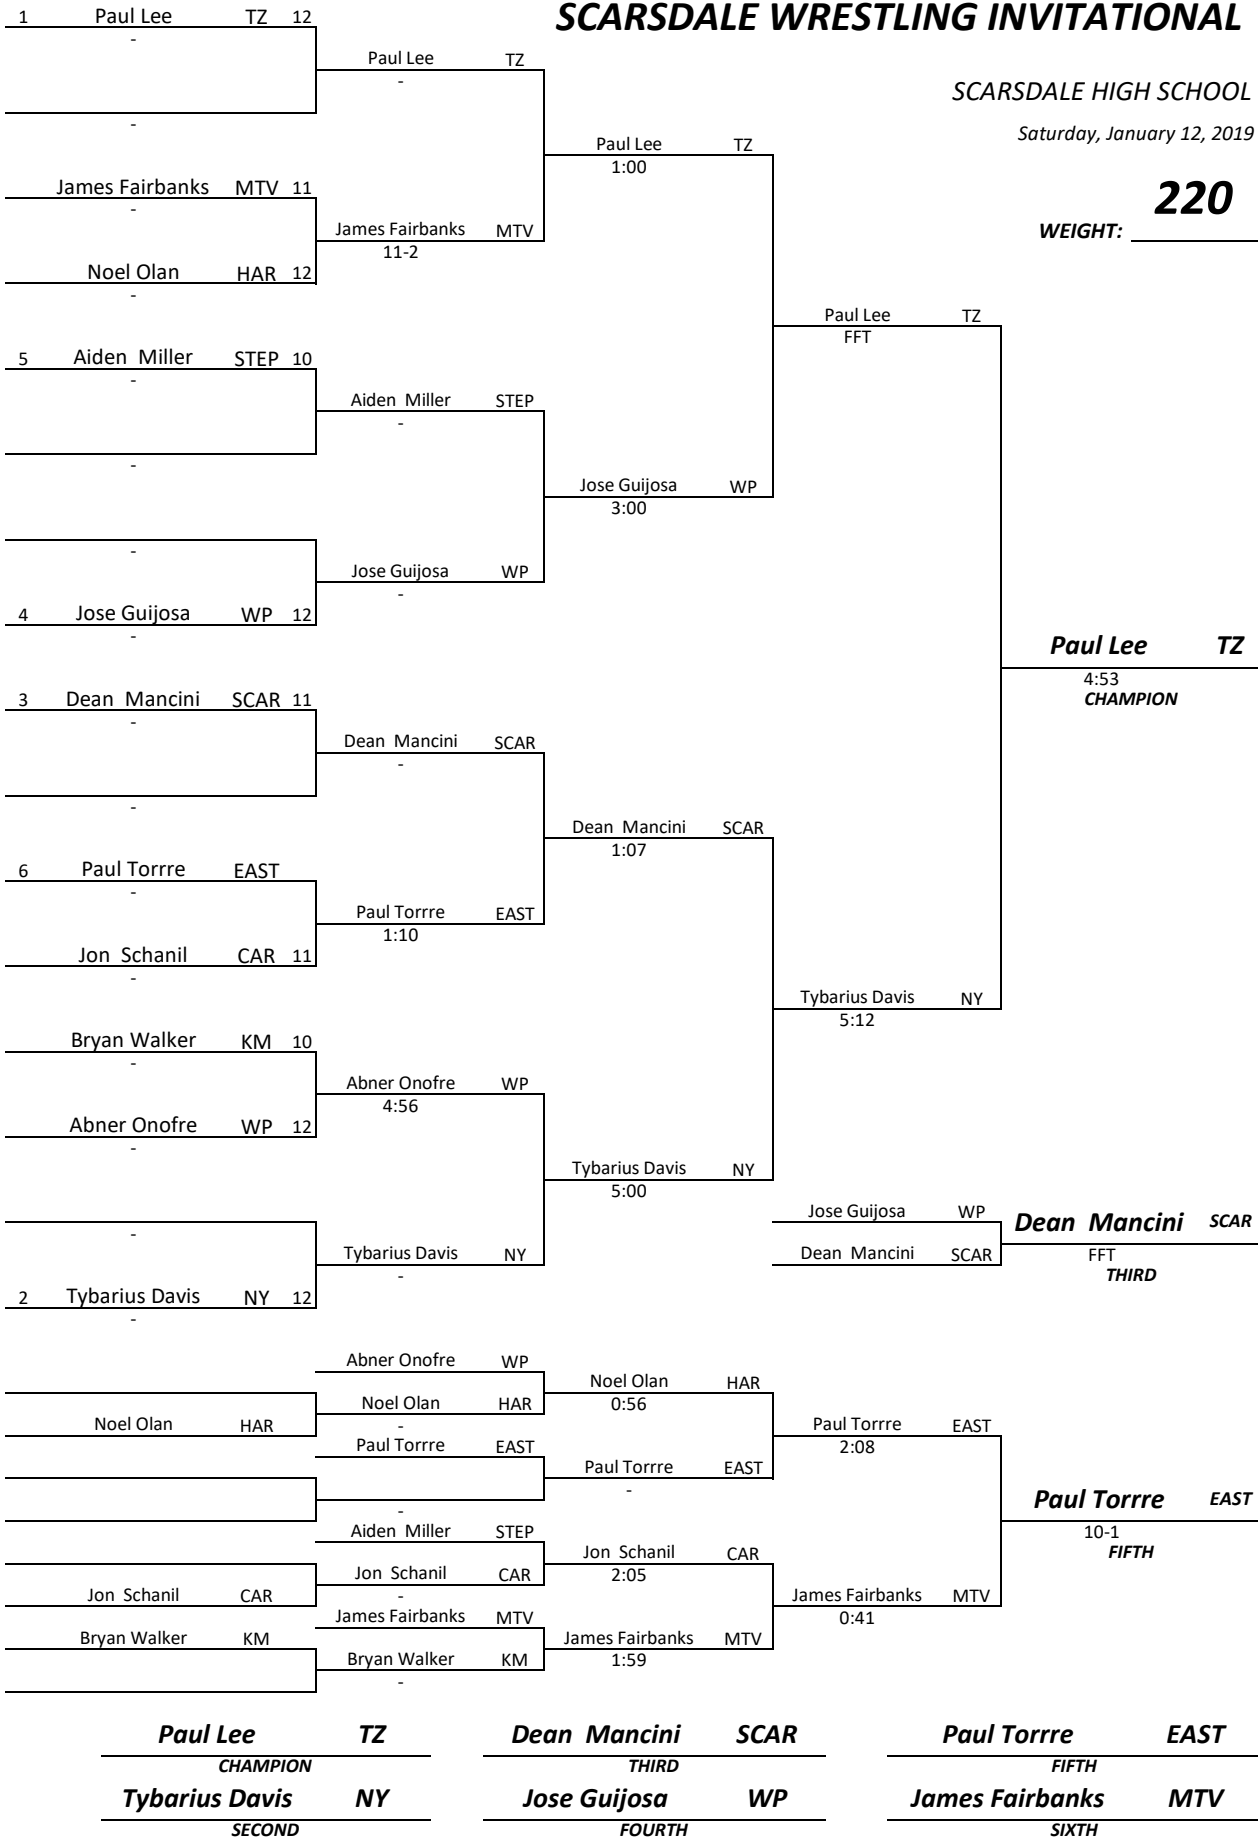 SCARSDALE WRESTLING INVITATIONAL
SCARSDALE HIGH SCHOOL
Saturday, January 12, 2019
WEIGHT: 220
1 Paul Lee TZ 12
-
-
James Fairbanks MTV 11
-
Noel Olan HAR 12
-
5 Aiden Miller STEP 10
-
-
-
4 Jose Guijosa WP 12
-
3 Dean Mancini SCAR 11
-
-
6 Paul Torrre EAST
-
Jon Schanil CAR 11
-
Bryan Walker KM 10
-
Abner Onofre WP 12
-
-
2 Tybarius Davis NY 12
-
Paul Lee TZ
-
James Fairbanks MTV
11-2
Aiden Miller STEP
-
Jose Guijosa WP
-
Dean Mancini SCAR
-
Paul Torrre EAST
1:10
Abner Onofre WP
4:56
Tybarius Davis NY
-
Paul Lee TZ
1:00
Jose Guijosa WP
3:00
Dean Mancini SCAR
1:07
Tybarius Davis NY
5:00
Paul Lee TZ
FFT
Tybarius Davis NY
5:12
Paul Lee TZ
4:53
CHAMPION
Jose Guijosa WP
Dean Mancini SCAR
Dean Mancini SCAR
FFT
THIRD
Noel Olan HAR
Jon Schanil CAR
Bryan Walker KM
Abner Onofre WP
Noel Olan HAR
-
Paul Torrre EAST
-
Aiden Miller STEP
Jon Schanil CAR
-
James Fairbanks MTV
Bryan Walker KM
-
Noel Olan HAR
0:56
Paul Torrre EAST
-
Jon Schanil CAR
2:05
James Fairbanks MTV
1:59
Paul Torrre EAST
2:08
James Fairbanks MTV
0:41
Paul Torrre EAST
10-1
FIFTH
Paul Lee TZ
CHAMPION
Tybarius Davis NY
SECOND
Dean Mancini SCAR
THIRD
Jose Guijosa WP
FOURTH
Paul Torrre EAST
FIFTH
James Fairbanks MTV
SIXTH